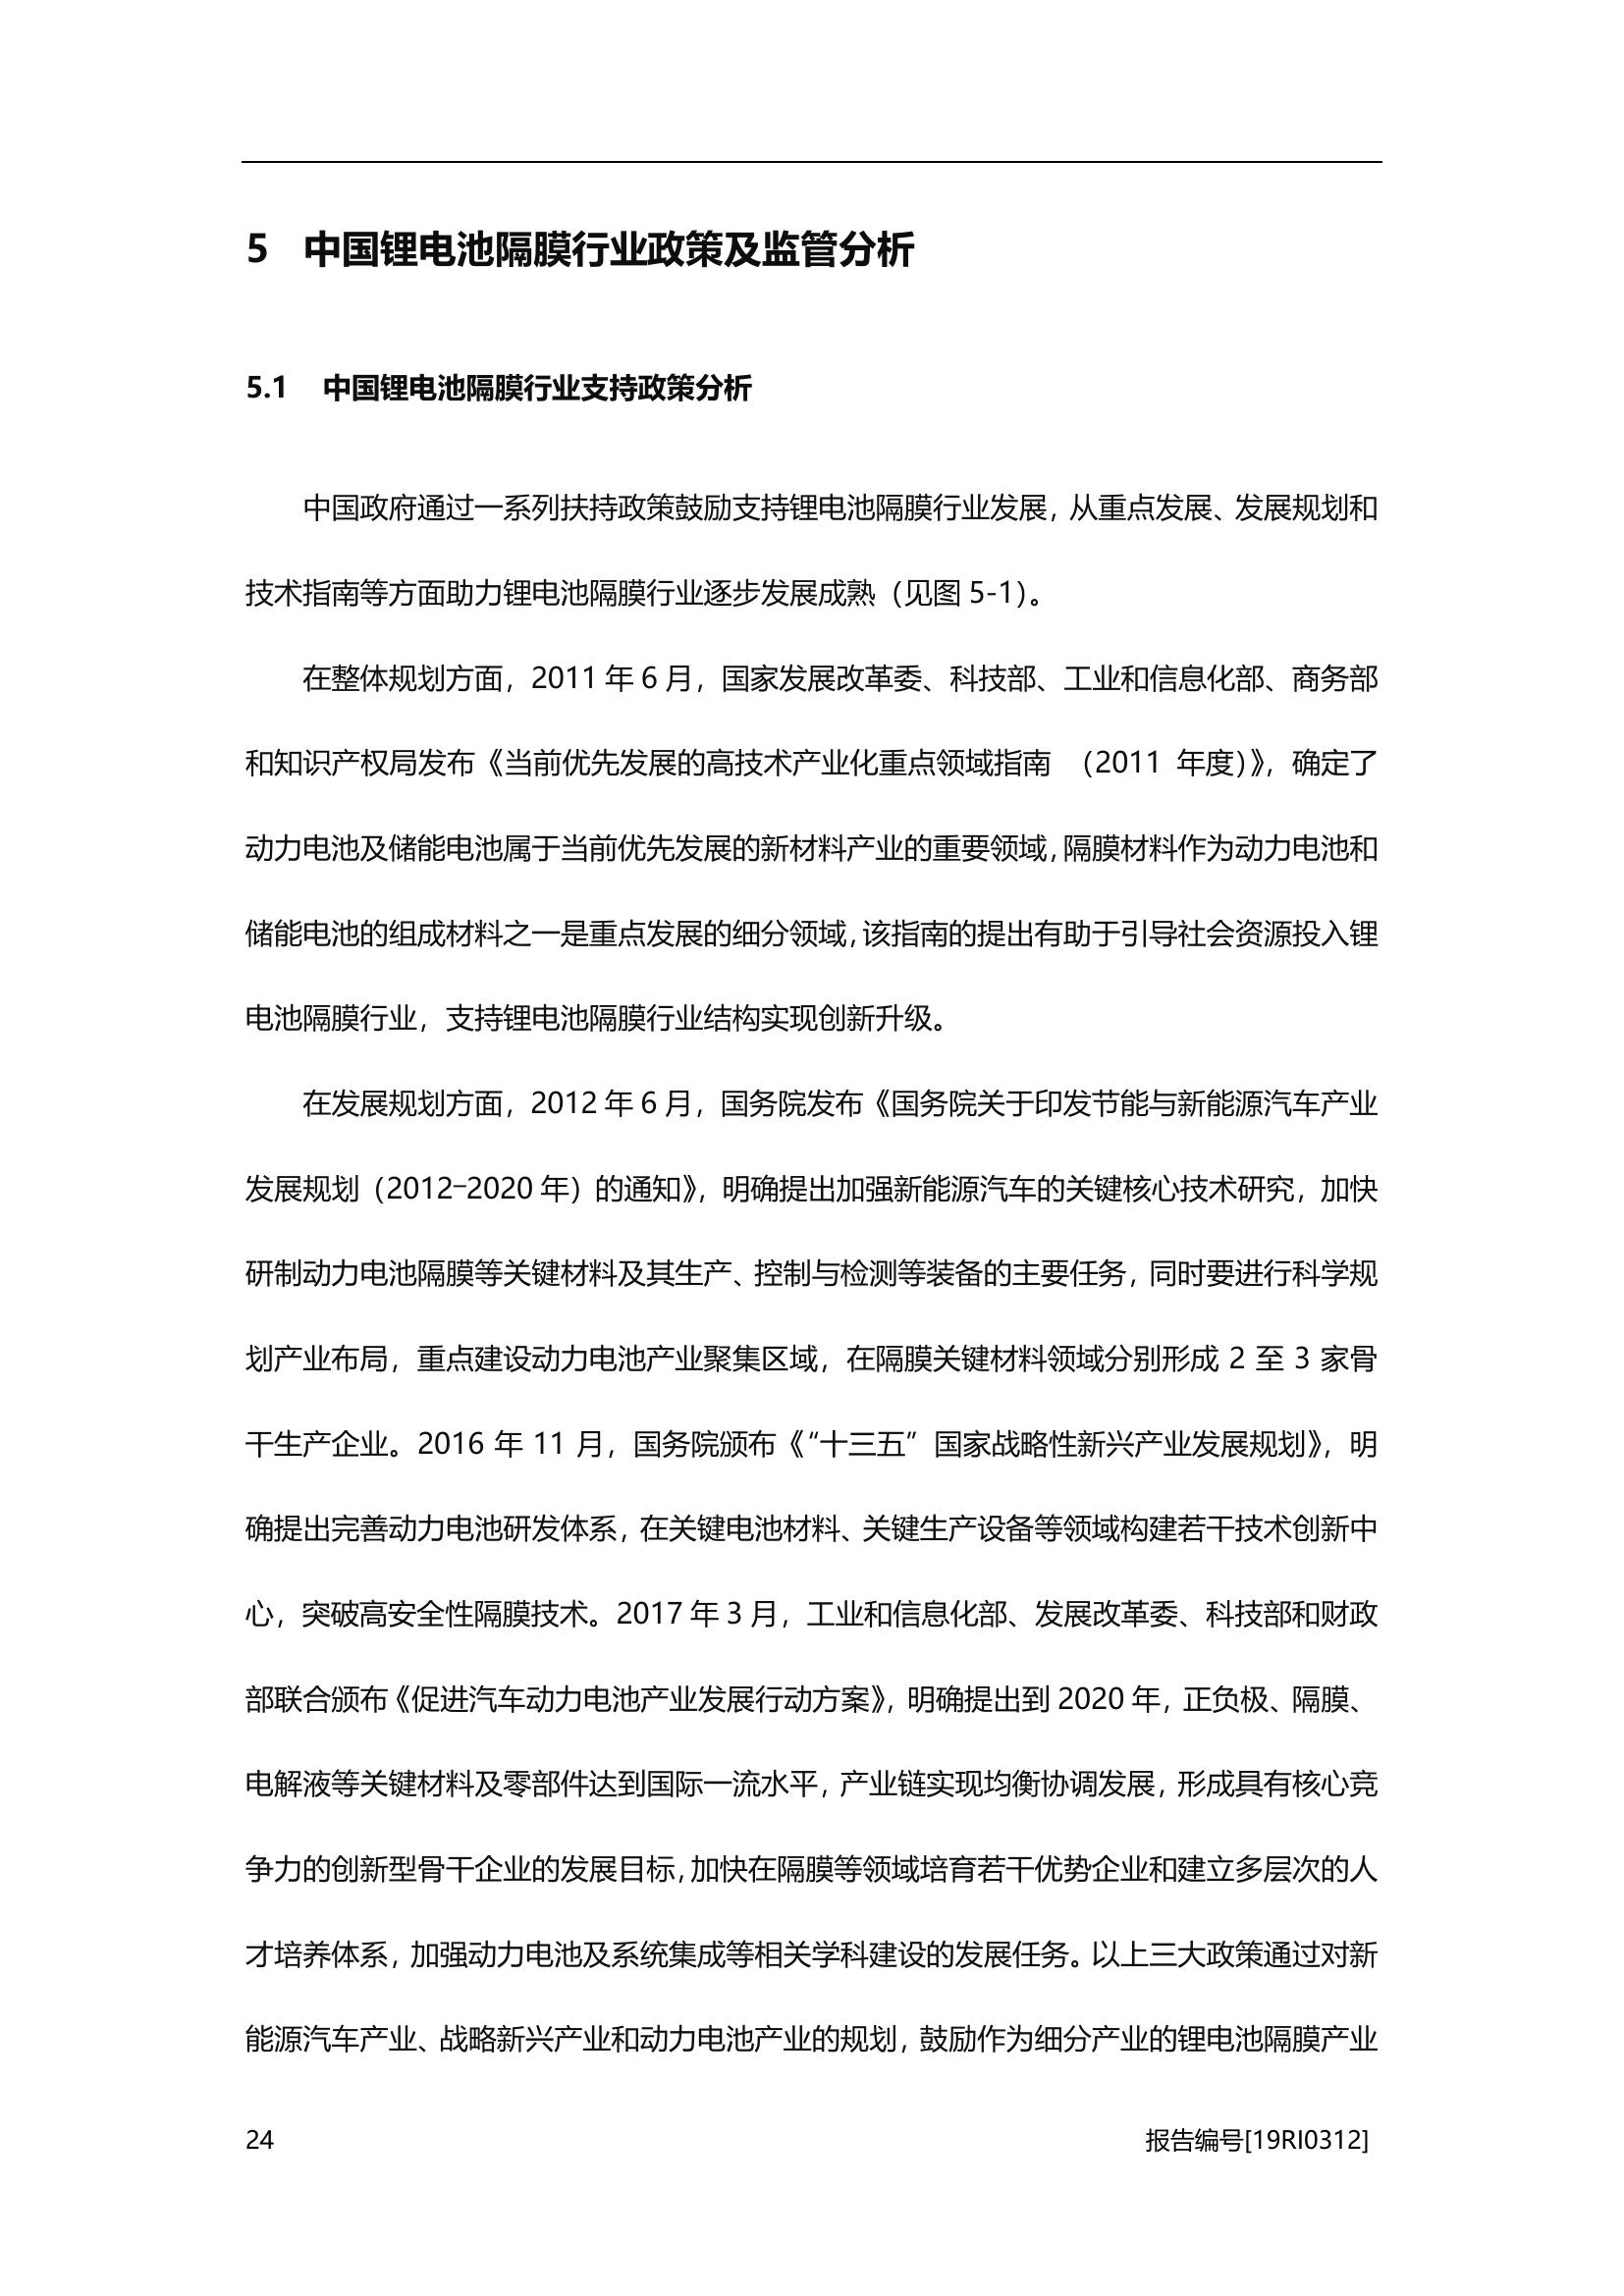 5 中国锂电池隔膜行业政策及监管分析
5.1 中国锂电池隔膜行业支持政策分析
中国政府通过一系列扶持政策鼓励支持锂电池隔膜行业发展，从重点发展、发展规划和
技术指南等方面助力锂电池隔膜行业逐步发展成熟（见图 5-1）。
在整体规划方面，2011 年 6 月，国家发展改革委、科技部、工业和信息化部、商务部
和知识产权局发布《当前优先发展的高技术产业化重点领域指南 （2011 年度）》，确定了
动力电池及储能电池属于当前优先发展的新材料产业的重要领域，隔膜材料作为动力电池和
储能电池的组成材料之一是重点发展的细分领域，该指南的提出有助于引导社会资源投入锂
电池隔膜行业，支持锂电池隔膜行业结构实现创新升级。
在发展规划方面，2012 年 6 月，国务院发布《国务院关于印发节能与新能源汽车产业
发展规划（2012–2020 年）的通知》，明确提出加强新能源汽车的关键核心技术研究，加快
研制动力电池隔膜等关键材料及其生产、控制与检测等装备的主要任务，同时要进行科学规
划产业布局，重点建设动力电池产业聚集区域，在隔膜关键材料领域分别形成 2 至 3 家骨
干生产企业。2016 年 11 月，国务院颁布《“十三五”国家战略性新兴产业发展规划》，明
确提出完善动力电池研发体系，在关键电池材料、关键生产设备等领域构建若干技术创新中
心，突破高安全性隔膜技术。2017 年 3 月，工业和信息化部、发展改革委、科技部和财政
部联合颁布《促进汽车动力电池产业发展行动方案》，明确提出到 2020 年，正负极、隔膜、
电解液等关键材料及零部件达到国际一流水平，产业链实现均衡协调发展，形成具有核心竞
争力的创新型骨干企业的发展目标，加快在隔膜等领域培育若干优势企业和建立多层次的人
才培养体系，加强动力电池及系统集成等相关学科建设的发展任务。以上三大政策通过对新
能源汽车产业、战略新兴产业和动力电池产业的规划，鼓励作为细分产业的锂电池隔膜产业
24 报告编号[19RI0312]